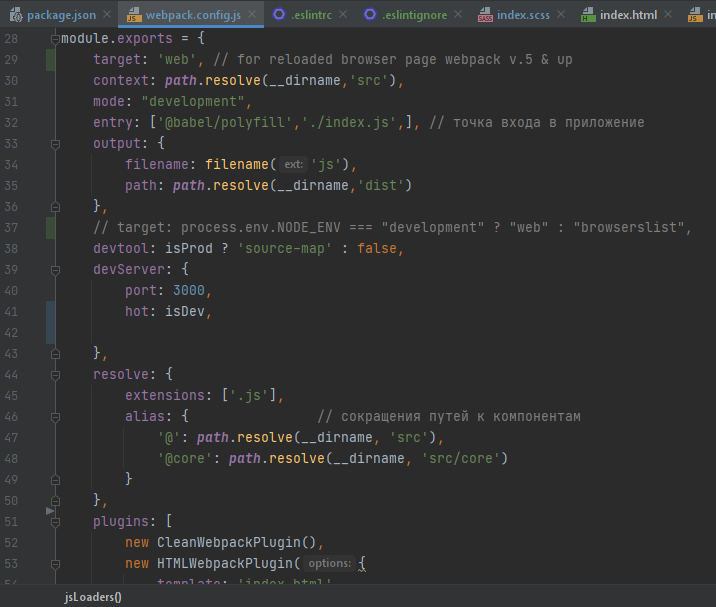 package.json webpack.config.js .eslintrc .eslintignore index.scss index.html in
28 module.exports = {
29 target: 'web', // for reloaded browser page webpack v.5 & up
30 context: path.resolve(__dirname,'src'),
31 mode: "development",
32 entry: ['@babel/polyfill','./index.js',], // точка входа в приложение
33 output: {
34 filename: filename( ext: 'js'),
35 path: path.resolve(__dirname,'dist')
36 },
37 // target: process.env.NODE_ENV === "development" ? "web" : "browserslist",
38 devtool: isProd ? 'source-map' : false,
39 devServer: {
40 port: 3000,
41 hot: isDev,
42
43 },
44 resolve: {
45 extensions: ['.js'],
46 alias: { // сокращения путей к компонентам
47 '@': path.resolve(__dirname, 'src'),
48 '@core': path.resolve(__dirname, 'src/core')
49 }
50 },
51 plugins: [
52 new CleanWebpackPlugin(),
53 new HTMLWebpackPlugin( options: {
54 template: 'index.html'
jsLoaders()